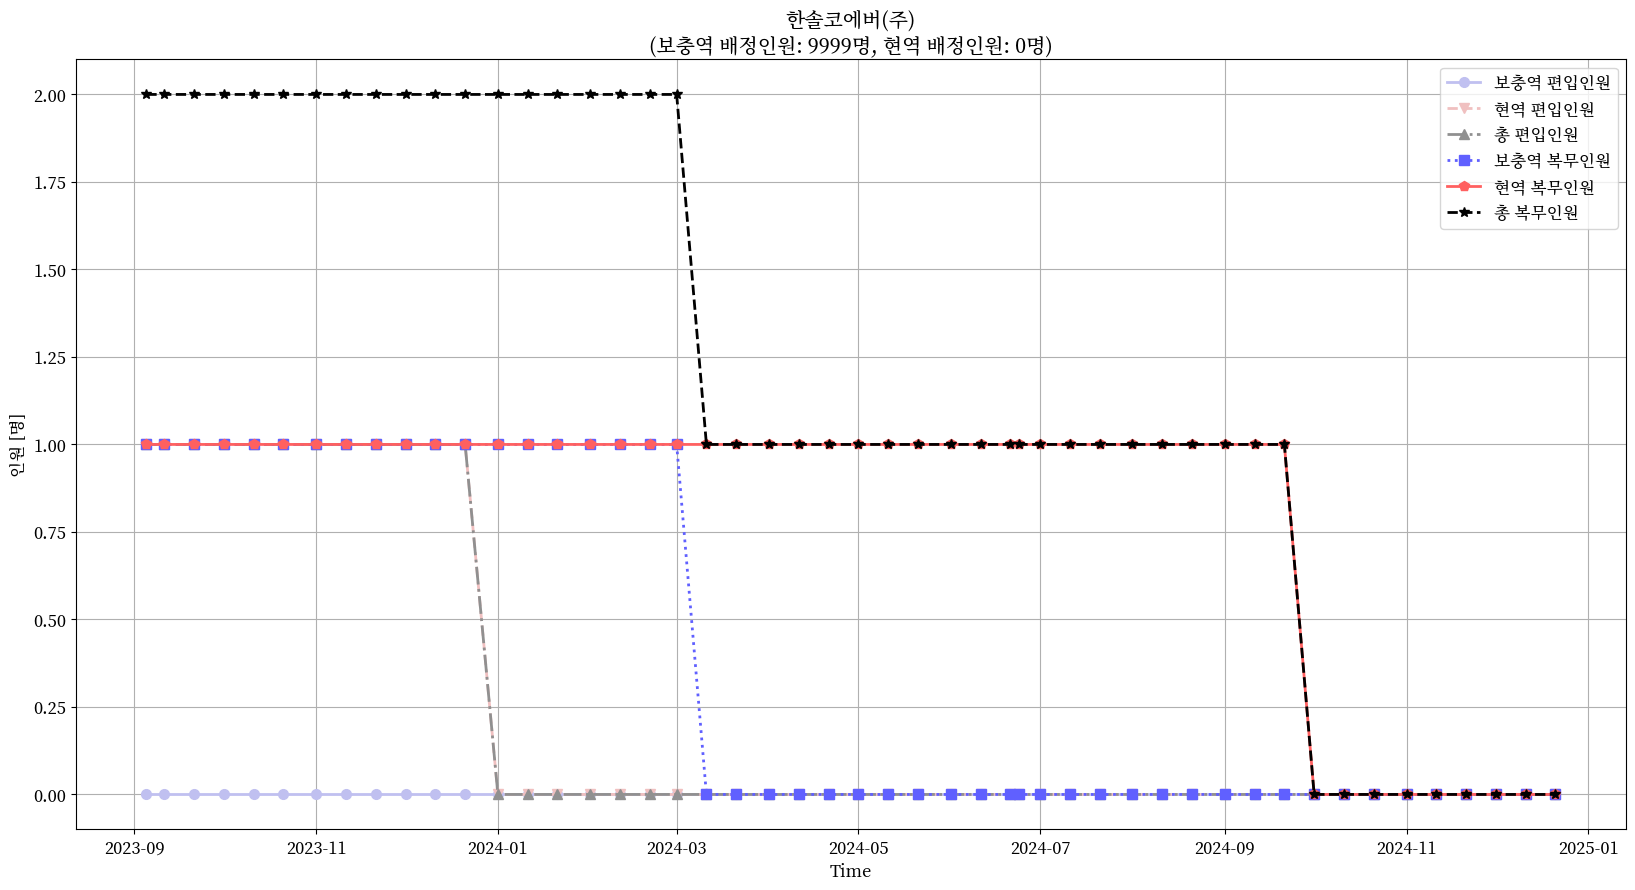 한솔코에버(주)
(보충역 배정인원: 9999명, 현역 배정인원: 0명)
보충역 편입인원
현역 편입인원
총 편입인원
보충역 복무인원
현역 복무인원
총 복무인원
2.00
1.75
1.50
1.25
1.00
0.75
0.50
0.25
0.00
인원 [명]
2023-09 2023-11 2024-01 2024-03 2024-05 2024-07 2024-09 2024-11 2025-01
Time